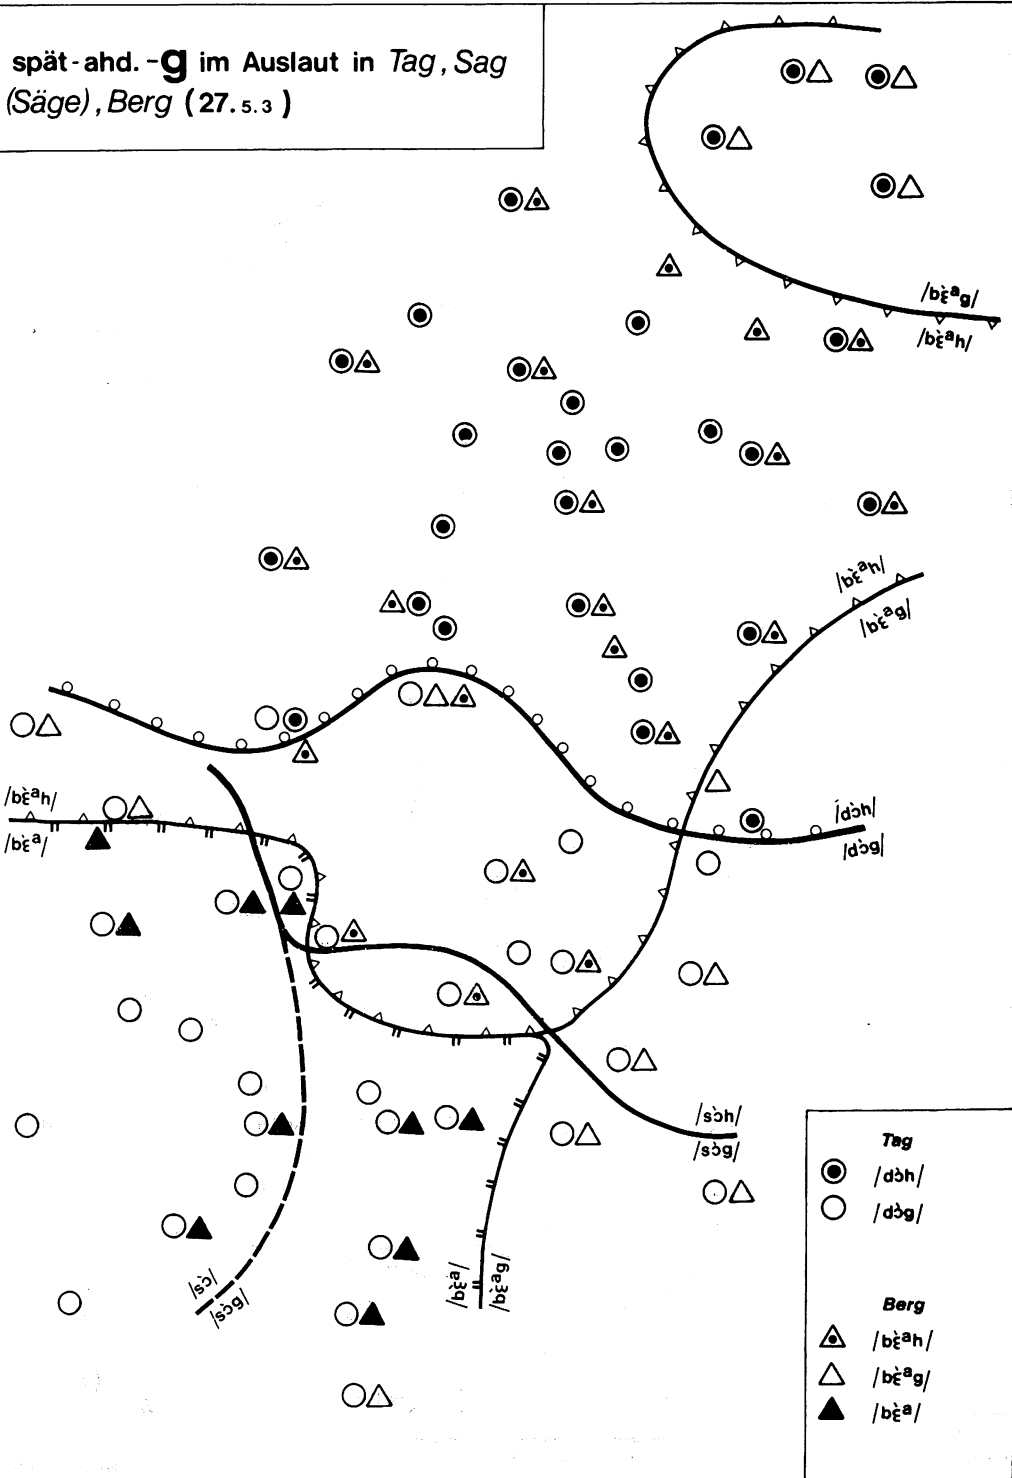 spät-ahd. -g im Auslaut in Tag, Sag
(Säge), Berg (27.5.3)
/bɛ̀ᵃg/
/bɛ̀ᵃh/
/bɛ̀ᵃh/
/bɛ̀ᵃg/
/bɛ̀ᵃh/
/bɛ̀ᵃ/
/dɔ̀h/
/dɔ̀g/
/sɔ̀h/
/sɔ̀g/
/sɔ̀/
/sɔ̀g/
/bɛ̀ᵃ/
/bɛ̀ᵃg/
Tag
/dɔ̀h/
/dɔ̀g/
Berg
/bɛ̀ᵃh/
/bɛ̀ᵃg/
/bɛ̀ᵃ/